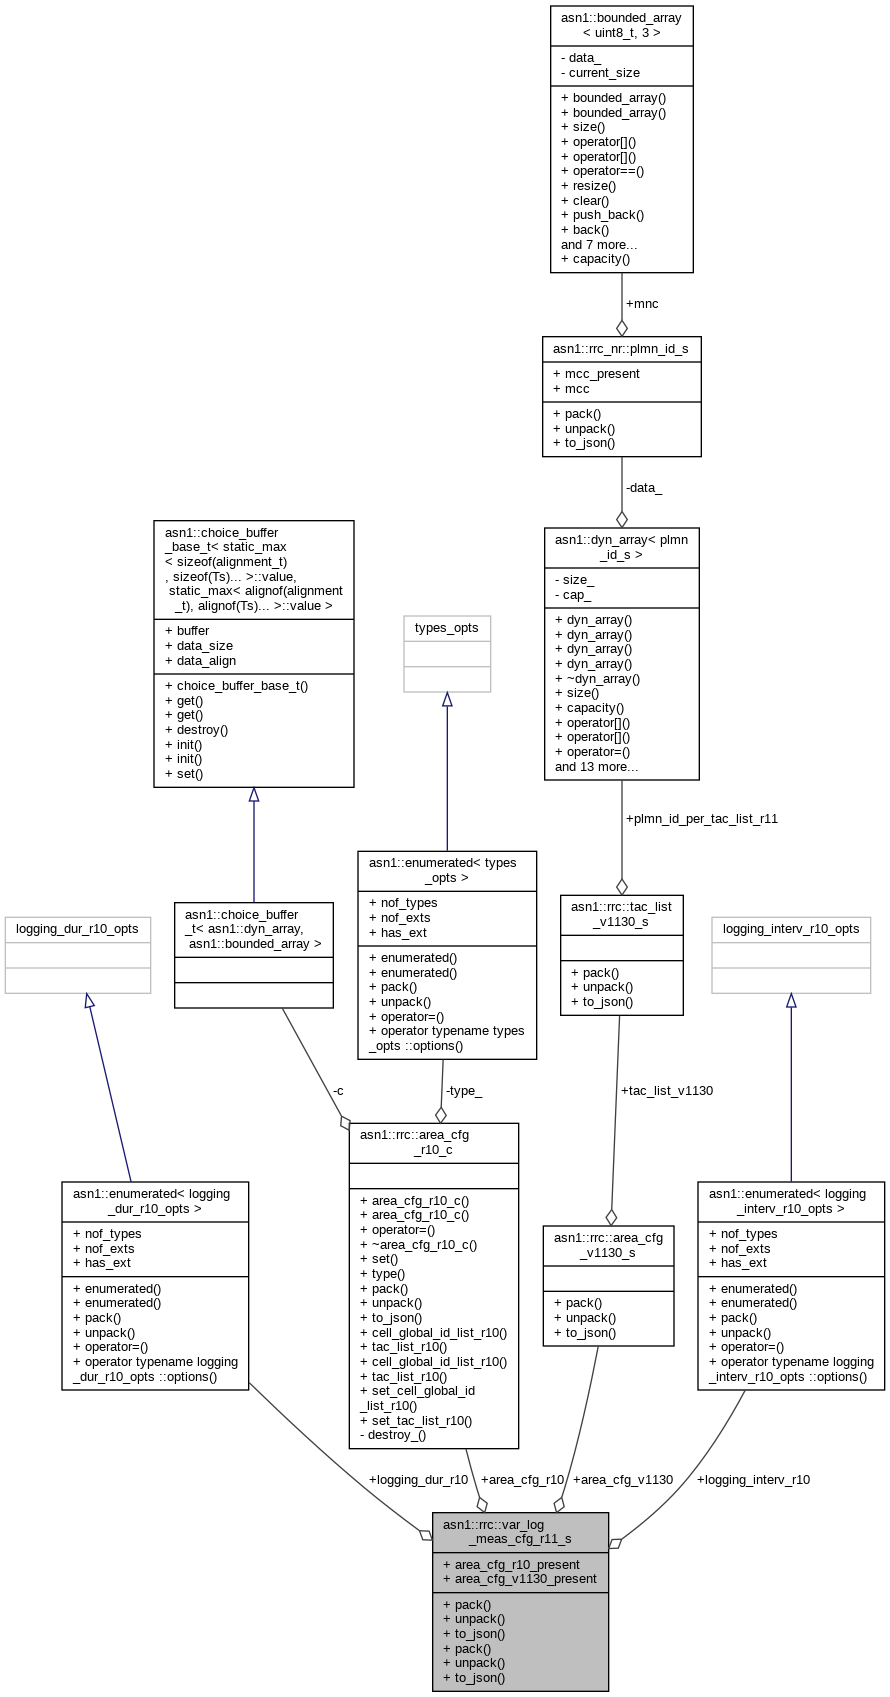 asn1::bounded_array
< uint8_t, 3 >
- data_
- current_size
+ bounded_array()
+ bounded_array()
+ size()
+ operator[]()
+ operator[]()
+ operator==()
+ resize()
+ clear()
+ push_back()
+ back()
and 7 more...
+ capacity()
+mnc
asn1::rrc_nr::plmn_id_s
+ mcc_present
+ mcc
+ pack()
+ unpack()
+ to_json()
-data_
asn1::dyn_array< plmn
_id_s >
- size_
- cap_
+ dyn_array()
+ dyn_array()
+ dyn_array()
+ dyn_array()
+ ~dyn_array()
+ size()
+ capacity()
+ operator[]()
+ operator[]()
+ operator=()
and 13 more...
asn1::choice_buffer
_base_t< static_max
< sizeof(alignment_t)
, sizeof(Ts)... >::value,
static_max< alignof(alignment
_t), alignof(Ts)... >::value >
+ buffer
+ data_size
+ data_align
+ choice_buffer_base_t()
+ get()
+ get()
+ destroy()
+ init()
+ init()
+ set()
types_opts
+plmn_id_per_tac_list_r11
logging_dur_r10_opts
asn1::choice_buffer
_t< asn1::dyn_array,
asn1::bounded_array >
asn1::enumerated< types
_opts >
+ nof_types
+ nof_exts
+ has_ext
+ enumerated()
+ enumerated()
+ pack()
+ unpack()
+ operator=()
+ operator typename types
_opts ::options()
asn1::rrc::tac_list
_v1130_s
+ pack()
+ unpack()
+ to_json()
logging_interv_r10_opts
-c
-type_
+tac_list_v1130
asn1::enumerated< logging
_dur_r10_opts >
+ nof_types
+ nof_exts
+ has_ext
+ enumerated()
+ enumerated()
+ pack()
+ unpack()
+ operator=()
+ operator typename logging
_dur_r10_opts ::options()
asn1::rrc::area_cfg
_r10_c
+ area_cfg_r10_c()
+ area_cfg_r10_c()
+ operator=()
+ ~area_cfg_r10_c()
+ set()
+ type()
+ pack()
+ unpack()
+ to_json()
+ cell_global_id_list_r10()
+ tac_list_r10()
+ cell_global_id_list_r10()
+ tac_list_r10()
+ set_cell_global_id
_list_r10()
+ set_tac_list_r10()
- destroy_()
asn1::rrc::area_cfg
_v1130_s
+ pack()
+ unpack()
+ to_json()
asn1::enumerated< logging
_interv_r10_opts >
+ nof_types
+ nof_exts
+ has_ext
+ enumerated()
+ enumerated()
+ pack()
+ unpack()
+ operator=()
+ operator typename logging
_interv_r10_opts ::options()
+logging_dur_r10
+area_cfg_r10
+area_cfg_v1130
+logging_interv_r10
asn1::rrc::var_log
_meas_cfg_r11_s
+ area_cfg_r10_present
+ area_cfg_v1130_present
+ pack()
+ unpack()
+ to_json()
+ pack()
+ unpack()
+ to_json()